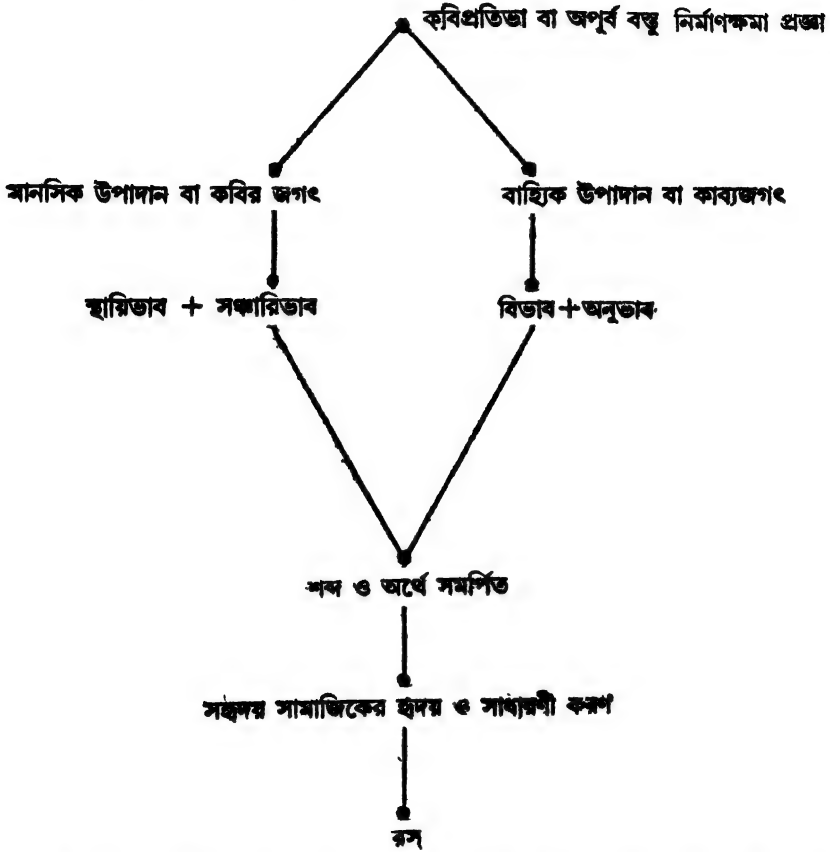 কবিপ্রতিভা বা অপূর্ব বস্তু নির্মাণক্ষমা প্রজ্ঞা
মানসিক উপাদান বা কবির জগৎ
বাহ্যিক উপাদান বা কাব্যজগৎ
স্থায়িভাব + সঞ্চারিভাব
বিভাব + অনুভাব
শব্দ ও অর্থে সমর্পিত
সহৃদয় সামাজিকের হৃদয় ও সাধারণী করণ
রস